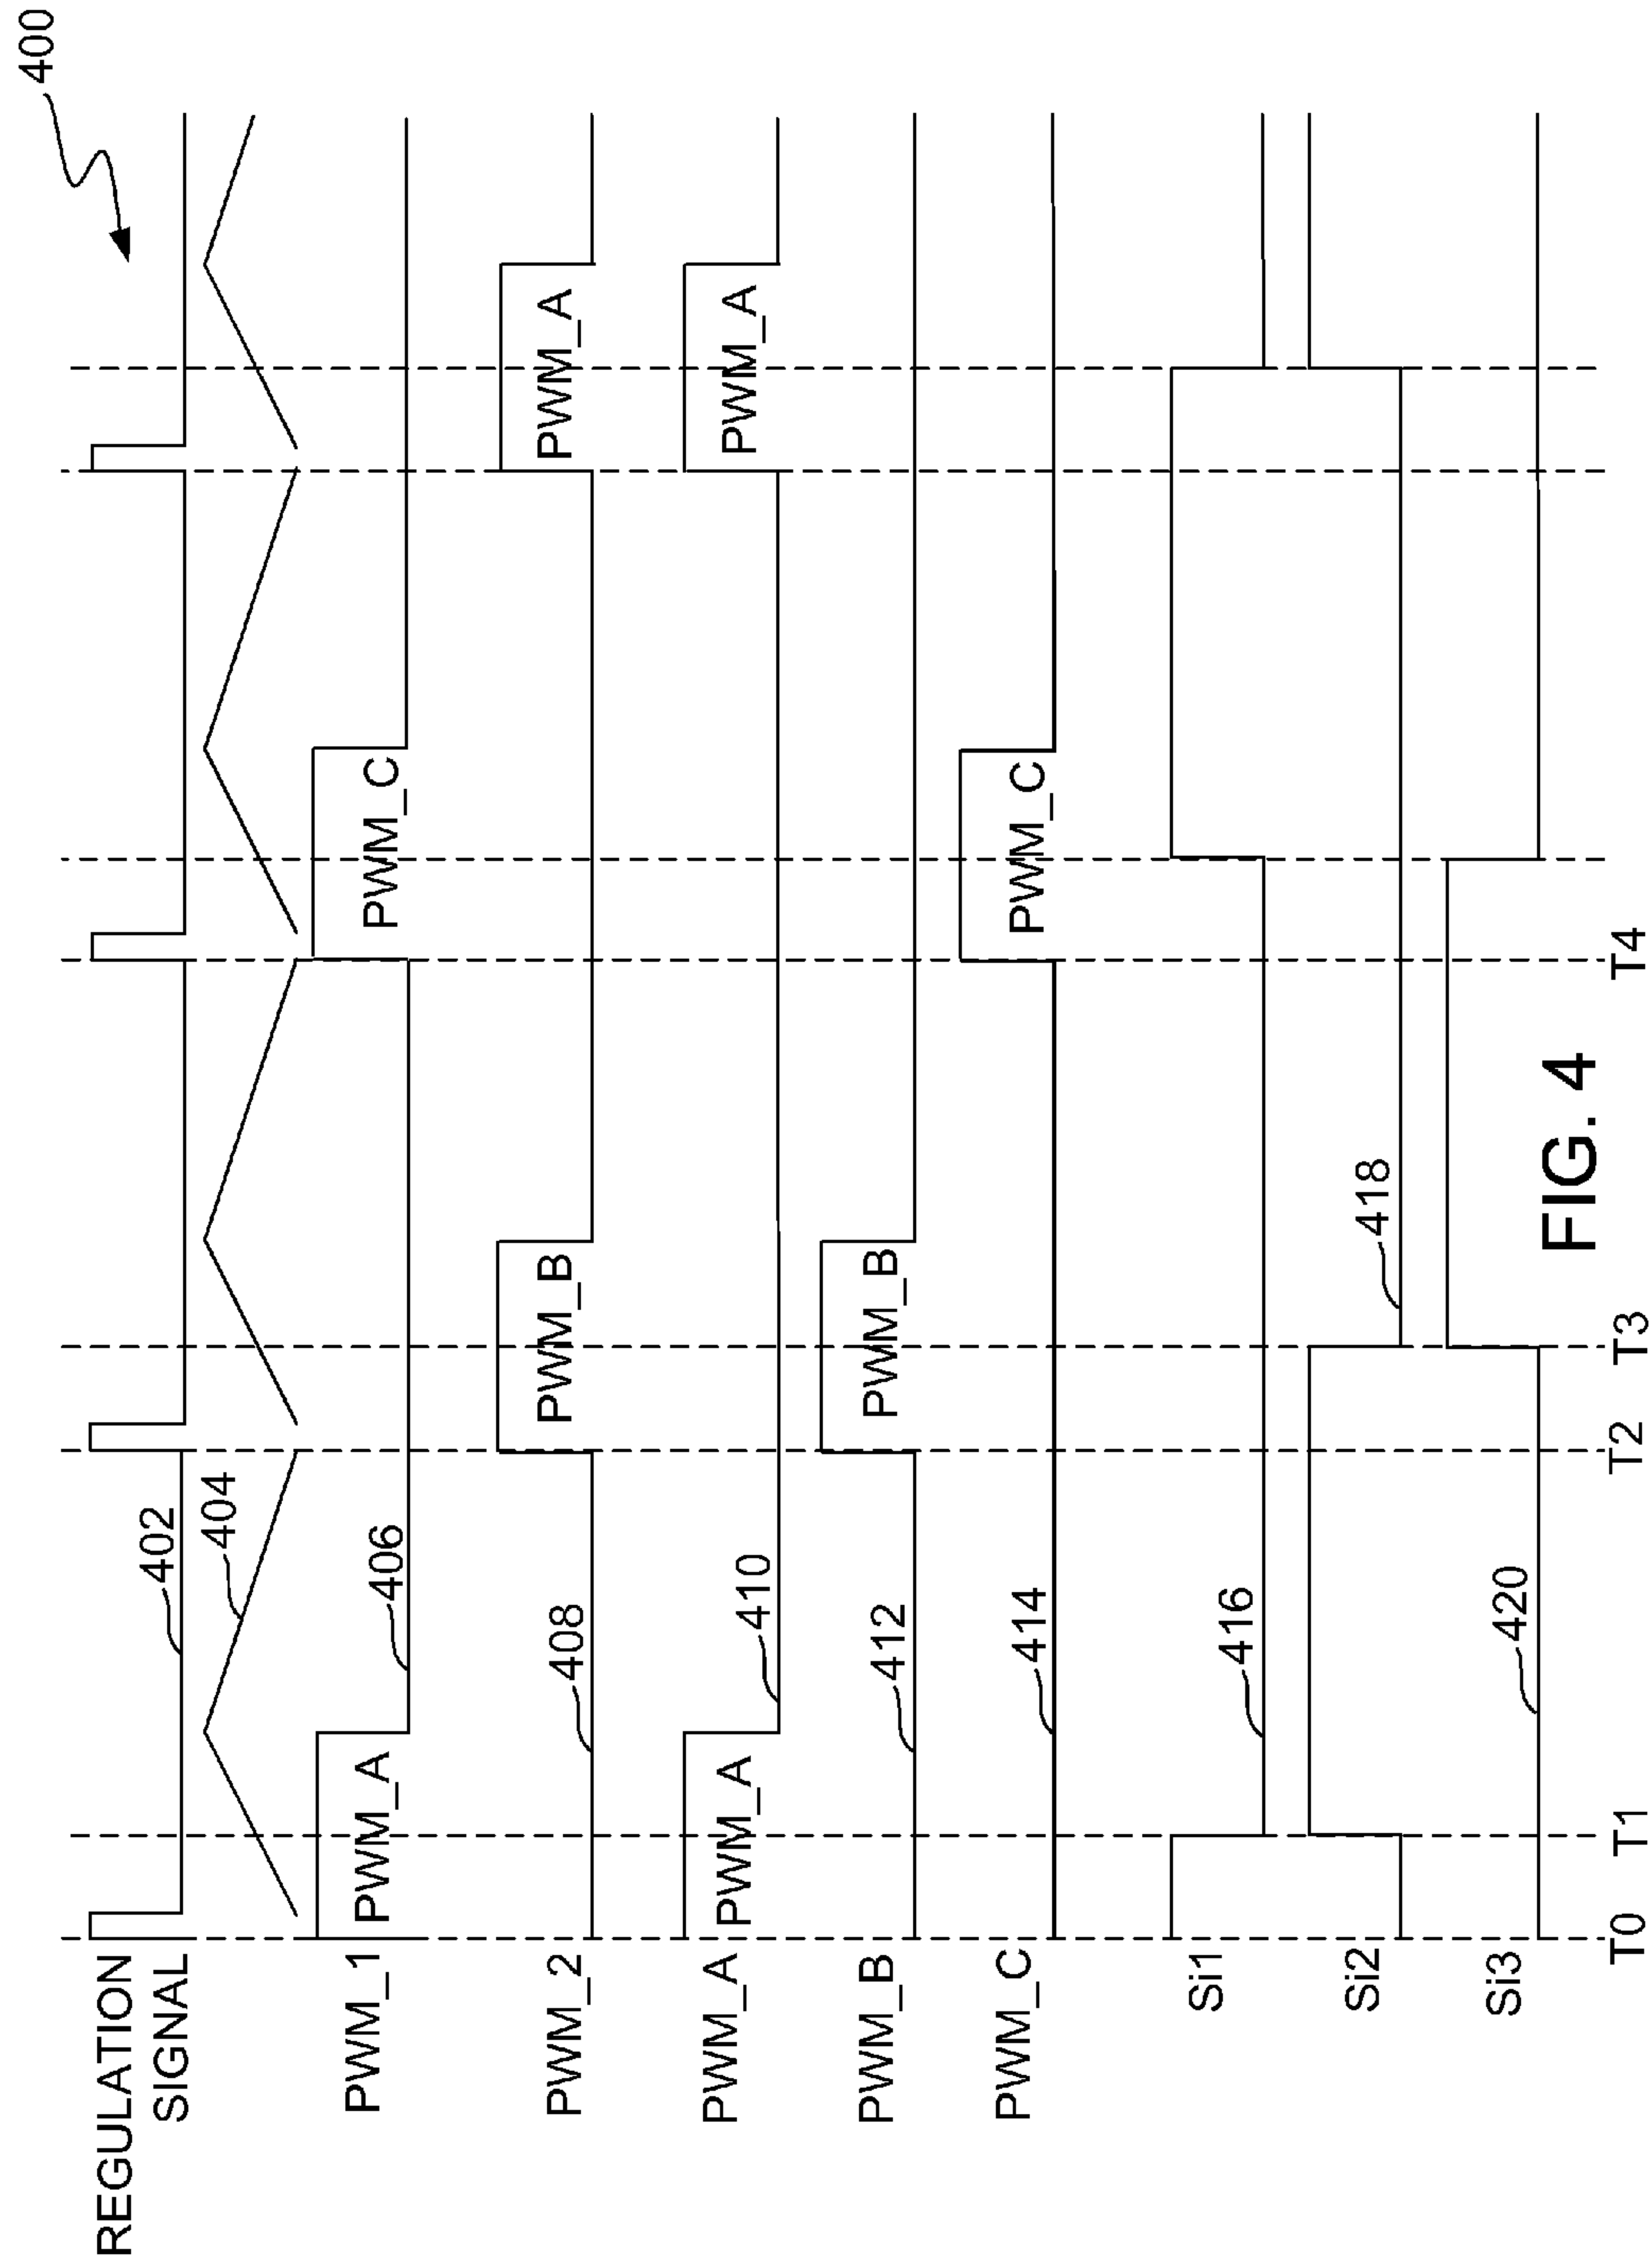 400
REGULATION
SIGNAL
402
404
PWM_1
PWM_A
406
PWM_C
PWM_2
408
PWM_B
PWM_A
PWM_A
PWM_A
410
PWM_A
PWM_B
412
PWM_B
PWM_C
414
PWM_C
Si1
416
Si2
418
Si3
420
T0
T1
T2
T3
T4
FIG. 4